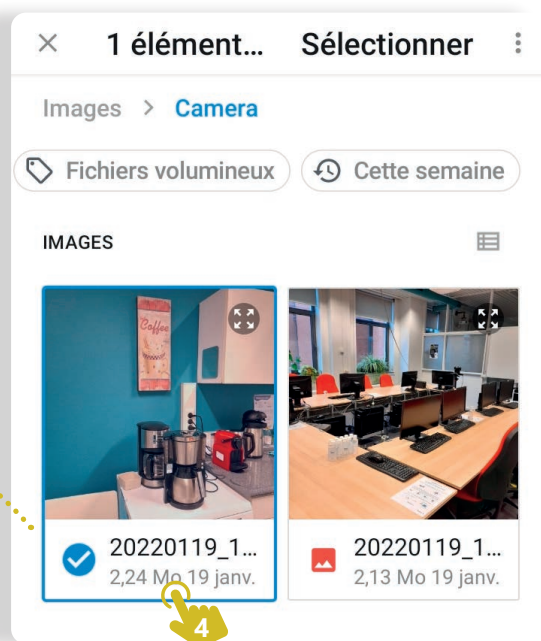 1 élément... Sélectionner
Images > Camera
Fichiers volumineux Cette semaine
IMAGES
Coffee
20220119_1... 20220119_1...
2,24 Mo 19 janv. 2,13 Mo 19 janv.
4